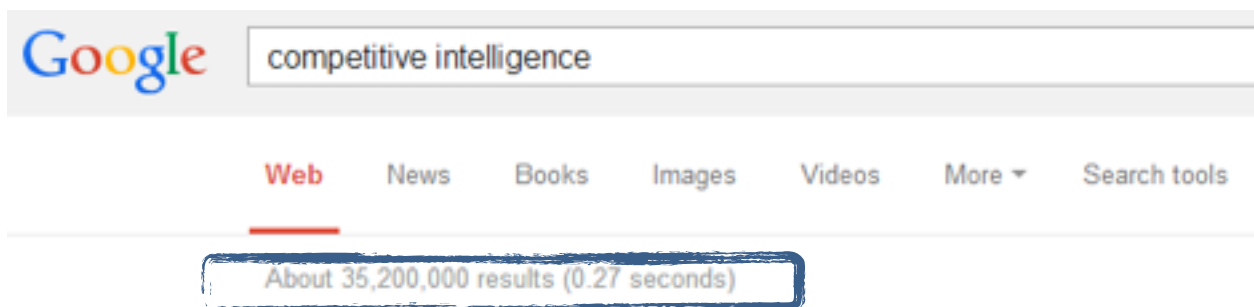 Google competitive intelligence
Web News Books Images Videos More Search tools
About 35,200,000 results (0.27 seconds)